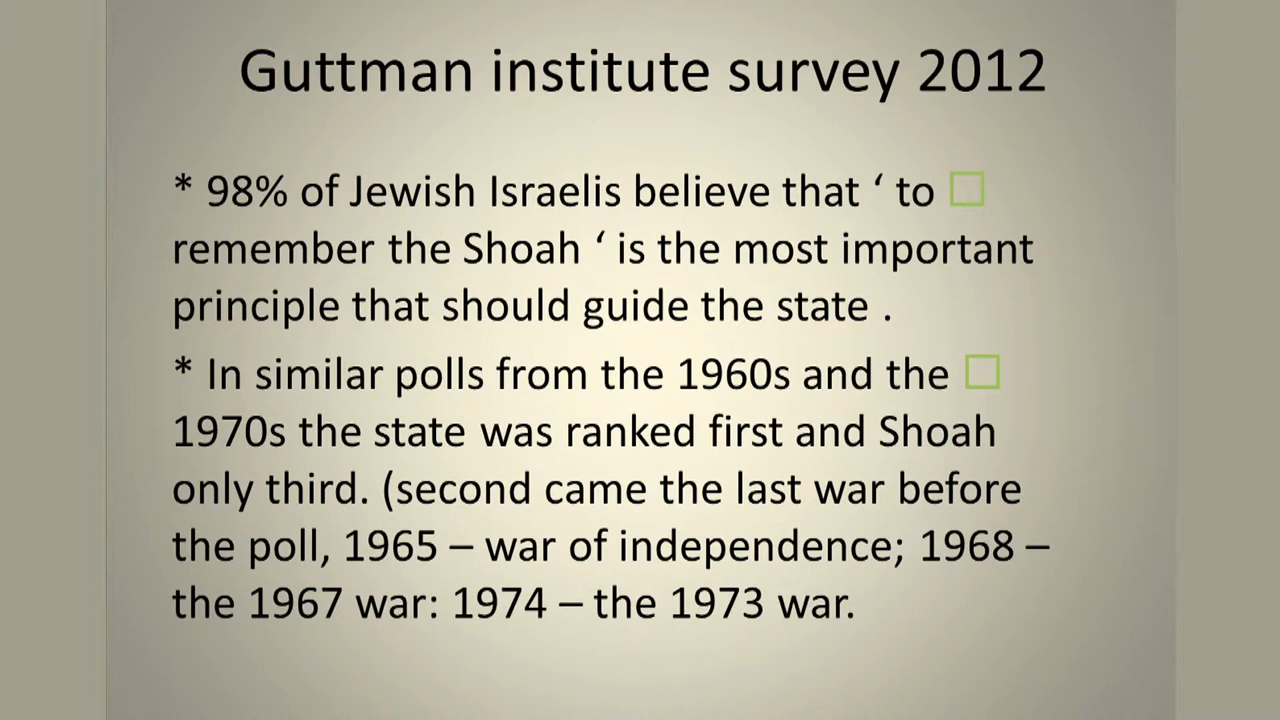 Guttman institute survey 2012
* 98% of Jewish Israelis believe that ‘ to □
remember the Shoah ‘ is the most important
principle that should guide the state .
* In similar polls from the 1960s and the □
1970s the state was ranked first and Shoah
only third. (second came the last war before
the poll, 1965 – war of independence; 1968 –
the 1967 war: 1974 – the 1973 war.